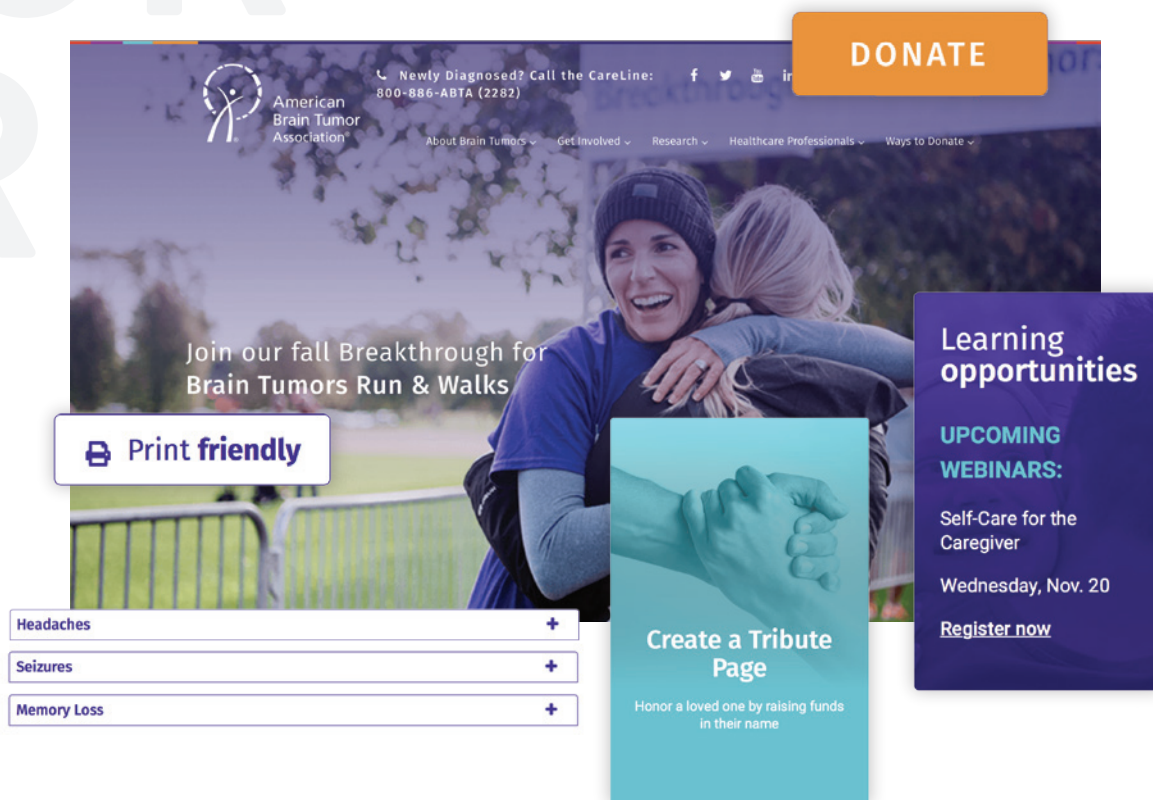 DONATE
Newly Diagnosed? Call the CareLine:
800-886-ABTA (2282)
American
Brain Tumor
Association®
About Brain Tumors
Get Involved
Research
Healthcare Professionals
Ways to Donate
Join our fall Breakthrough for
Brain Tumors Run & Walks
Print friendly
Learning
opportunities
UPCOMING
WEBINARS:
Self-Care for the
Caregiver
Wednesday, Nov. 20
Register now
Headaches +
Seizures +
Memory Loss +
Create a Tribute
Page
Honor a loved one by raising funds
in their name